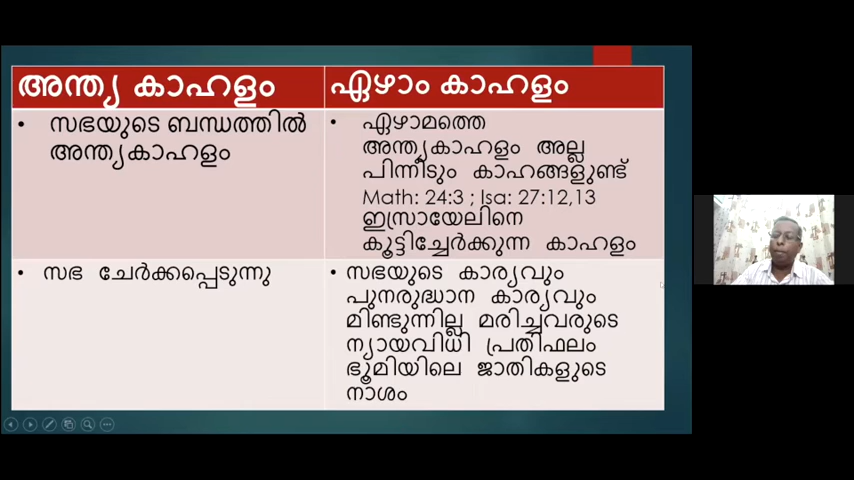 അന്ത്യ കാഹളം
ഏഴാം കാഹളം
• സഭയുടെ ബന്ധത്തിൽ
അന്ത്യകാഹളം
• ഏഴാമത്തെ
അന്ത്യകാഹളം അല്ല
പിന്നീടും കാഹങ്ങളുണ്ട്
Math: 24:3 ; Isa: 27:12,13
ഇസ്രായേലിനെ
കൂട്ടിച്ചേർക്കുന്ന കാഹളം
• സഭ ചേർക്കപ്പെടുന്നു
• സഭയുടെ കാര്യവും
പുനരുദ്ധാന കാര്യവും
മിണ്ടുന്നില്ല മരിച്ചവരുടെ
ന്യായവിധി പ്രതിഫലം
ഭൂമിയിലെ ജാതികളുടെ
നാശം